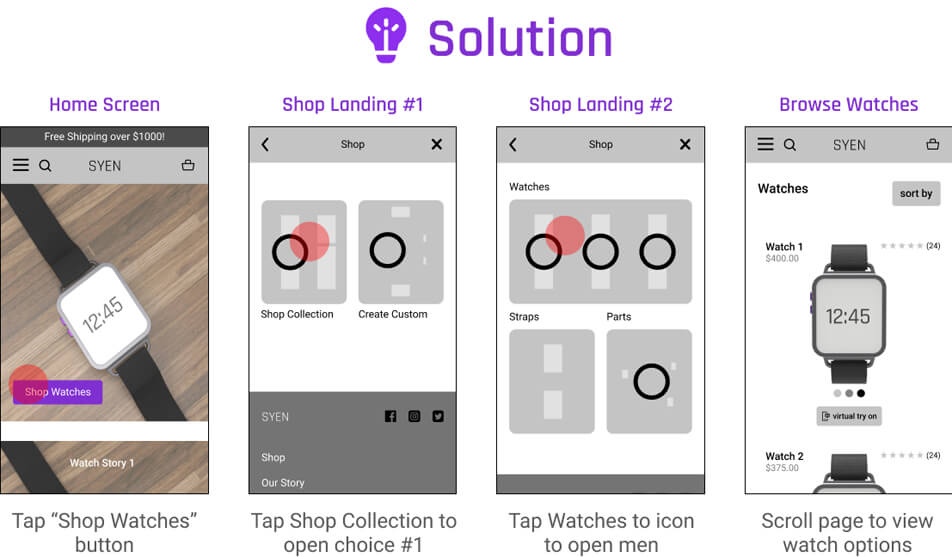 Solution
Home Screen
Shop Landing #1
Shop Landing #2
Browse Watches
Free Shipping over $1000!
SYEN
12:45
Shop Watches
Watch Story 1
Tap “Shop Watches”
button
Shop
Shop Collection
Create Custom
SYEN
Shop
Our Story
Tap Shop Collection to
open choice #1
Shop
Watches
Straps
Parts
Tap Watches to icon
to open men
SYEN
Watches
sort by
Watch 1
(24)
$400.00
12:45
virtual try on
Watch 2
(24)
$375.00
Scroll page to view
watch options